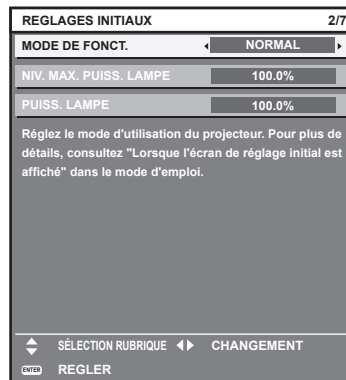 REGLAGES INITIAUX 2/7
MODE DE FONCT. NORMAL
NIV. MAX. PUISS. LAMPE 100.0%
PUISS. LAMPE 100.0%
Réglez le mode d'utilisation du projecteur. Pour plus de
détails, consultez "Lorsque l'écran de réglage initial est
affiché" dans le mode d'emploi.
SÉLECTION RUBRIQUE CHANGEMENT
ENTER REGLER